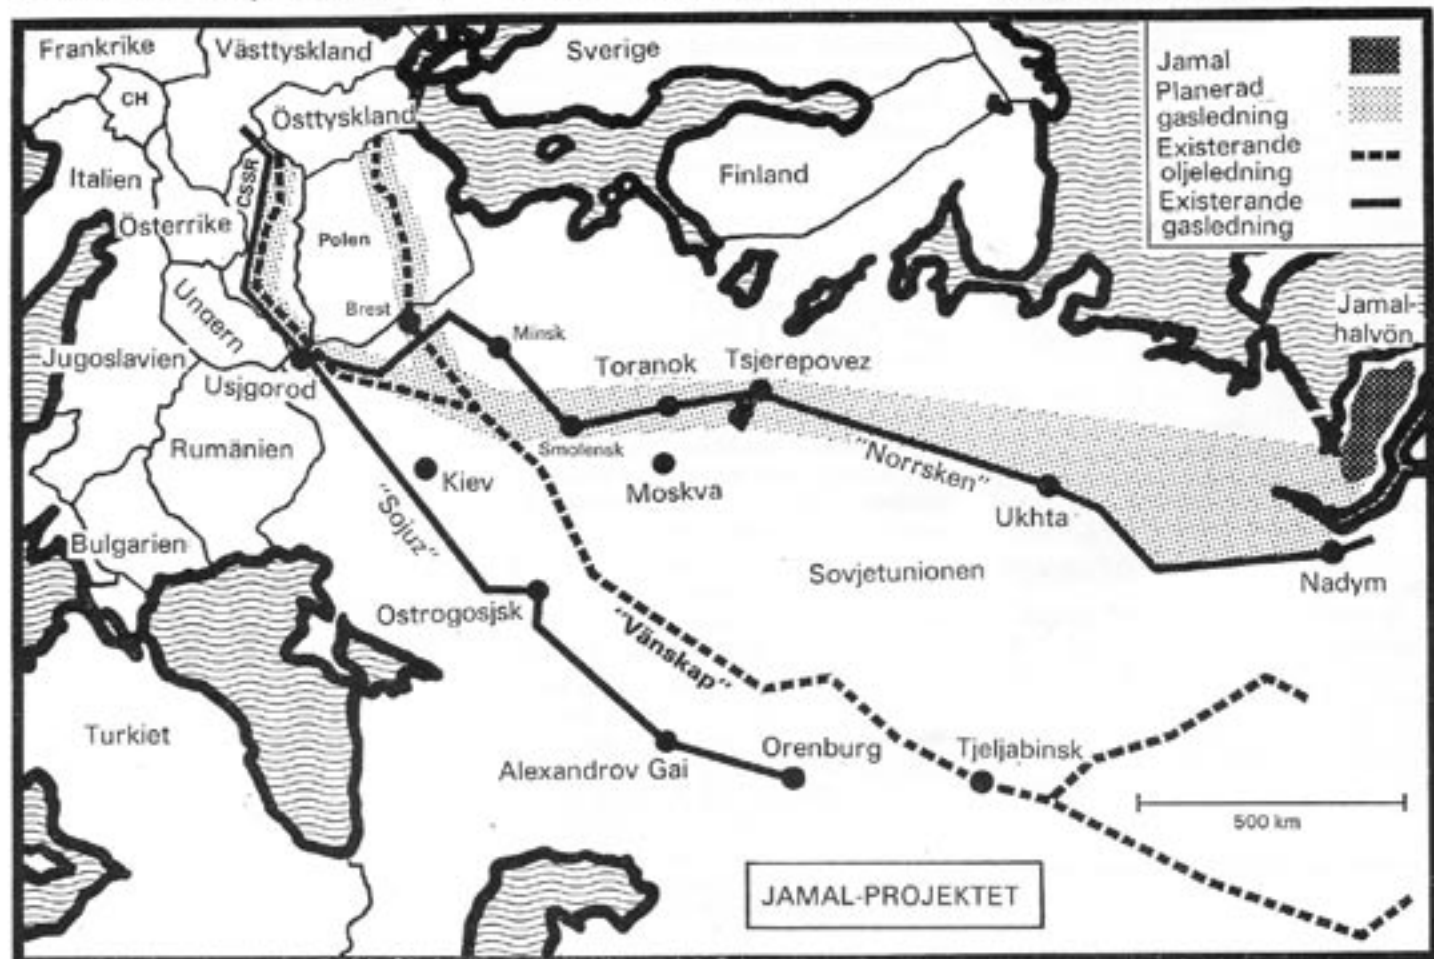 Frankrike
Västtyskland
Sverige
CH
Östtyskland
Italien
CSSR
Österrike
Polen
Finland
Jamal
Planerad
gasledning
Existerande
oljeledning
Existerande
gasledning
Ungern
Brest
Minsk
Jamal-
halvön
Jugoslavien
Usjgorod
Toranok
Tsjerepovez
Rumänien
Smolensk
Kiev
Moskva
"Norrsken"
Ukhta
"Sojuz"
Bulgarien
Sovjetunionen
Nadym
Ostrogosjsk
"Vänskap"
Turkiet
Alexandrov Gai
Orenburg
Tjeljabinsk
500 km
JAMAL-PROJEKTET